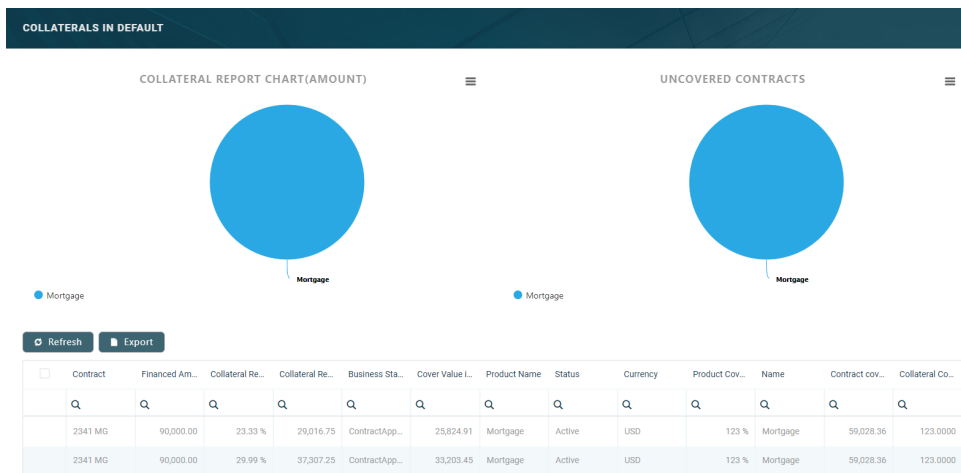 COLLATERALS IN DEFAULT
COLLATERAL REPORT CHART(AMOUNT)
UNCOVERED CONTRACTS
Mortgage
Mortgage
Mortgage
Mortgage
Refresh
Export
Contract Financed Am... Collateral Re... Collateral Re... Business Sta... Cover Value i... Product Name Status Currency Product Cov... Name Contract cov... Collateral Co...
2341 MG 90,000.00 23.33 % 29,016.75 ContractApp... 25,824.91 Mortgage Active USD 123 % Mortgage 59,028.36 123.0000
2341 MG 90,000.00 29.99 % 37,307.25 ContractApp... 33,203.45 Mortgage Active USD 123 % Mortgage 59,028.36 123.0000